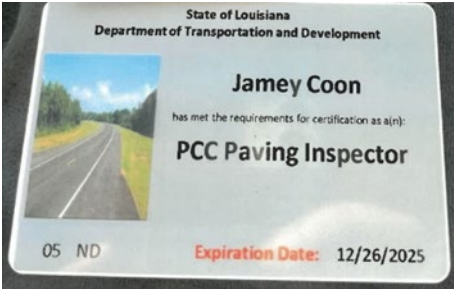 State of Louisiana
Department of Transportation and Development
Jamey Coon
has met the requirements for certification as a(n):
PCC Paving Inspector
05 ND
Expiration Date: 12/26/2025